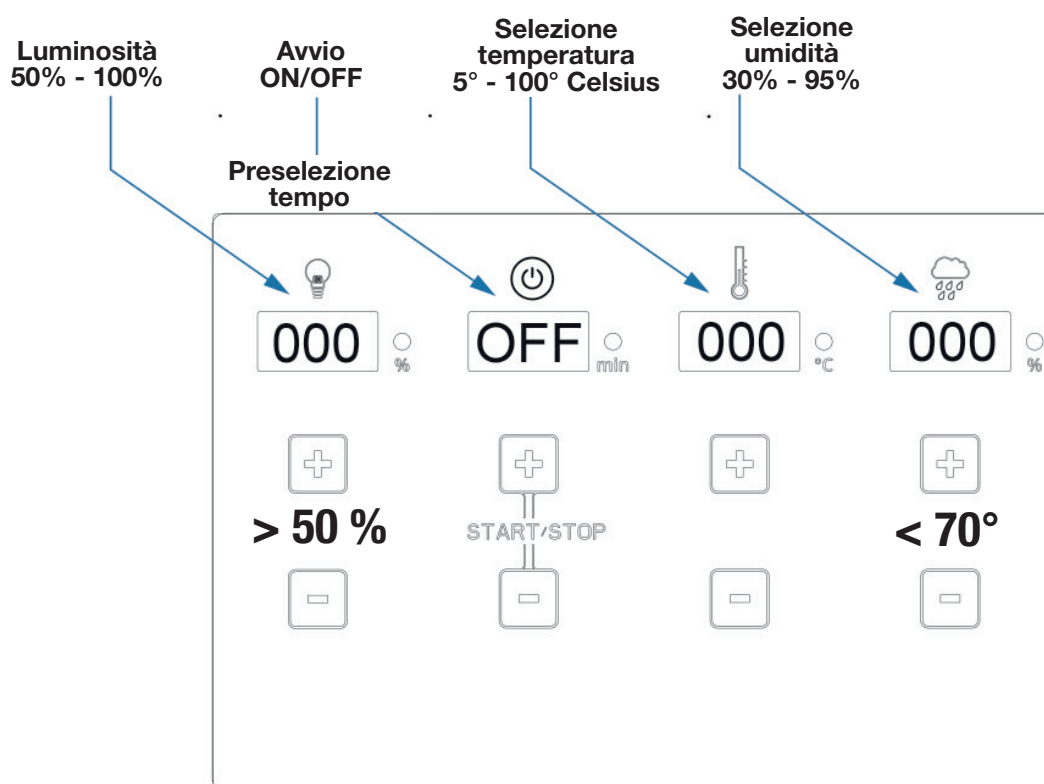 Luminosità
50% - 100%
Avvio
ON/OFF
Selezione
temperatura
5° - 100° Celsius
Selezione
umidità
30% - 95%
Preselezione
tempo
000
%
OFF
min
000
°C
000
%
> 50 %
START/STOP
< 70°